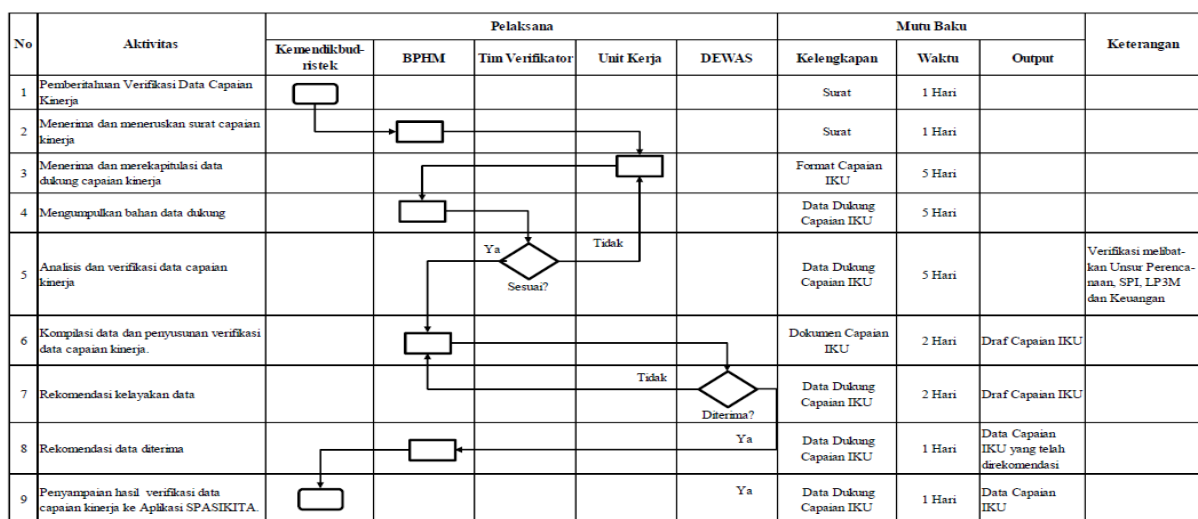 No
Aktivitas
Pelaksana
Mutu Baku
Keterangan
Kemendikbud-
ristek
BPHM
Tim Verifikator
Unit Kerja
DEWAS
Kelengkapan
Waktu
Output
1
Pemberitahuan Verifikasi Data Capaian
Kinerja
Surat
1 Hari
2
Menerima dan meneruskan surat capaian
kinerja
Surat
1 Hari
3
Menerima dan merekapitulasi data
dukung capaian kinerja
Format Capaian
IKU
5 Hari
4
Mengumpulkan bahan data dukung
Data Dukung
Capaian IKU
5 Hari
5
Analisis dan verifikasi data capaian
kinerja
Ya
Tidak
Sesuai?
Data Dukung
Capaian IKU
5 Hari
Verifikasi melibat-
kan Unsur Perenca-
naan, SPI, LP3M
dan Keuangan
6
Kompilasi data dan penyusunan verifikasi
data capaian kinerja.
Dokumen Capaian
IKU
2 Hari
Draf Capaian IKU
7
Rekomendasi kelayakan data
Tidak
Diterima?
Data Dukung
Capaian IKU
2 Hari
Draf Capaian IKU
8
Rekomendasi data diterima
Ya
Data Dukung
Capaian IKU
1 Hari
Data Capaian
IKU yang telah
direkomendasi
9
Penyampaian hasil verifikasi data
capaian kinerja ke Aplikasi SPASIKITA.
Ya
Data Dukung
Capaian IKU
1 Hari
Data Capaian
IKU